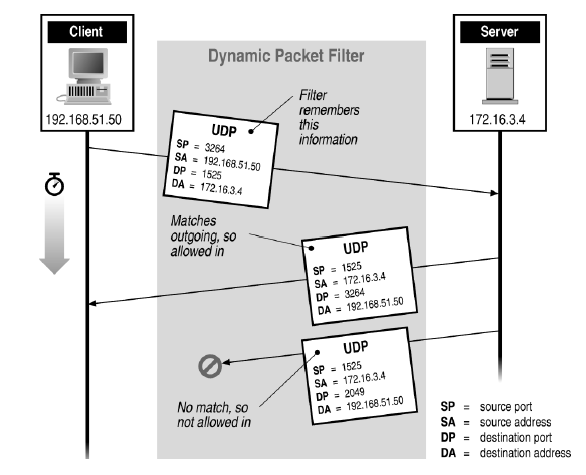 Client
Server
Dynamic Packet Filter
192.168.51.50
172.16.3.4
Filter
remembers
this
information
UDP
SP = 3264
SA = 192.168.51.50
DP = 1525
DA = 172.16.3.4
Matches
outgoing, so
allowed in
UDP
SP = 1525
SA = 172.16.3.4
DP = 3264
DA = 192.168.51.50
UDP
SP = 1525
SA = 172.16.3.4
DP = 2049
DA = 192.168.51.50
No match, so
not allowed in
SP = source port
SA = source address
DP = destination port
DA = destination address